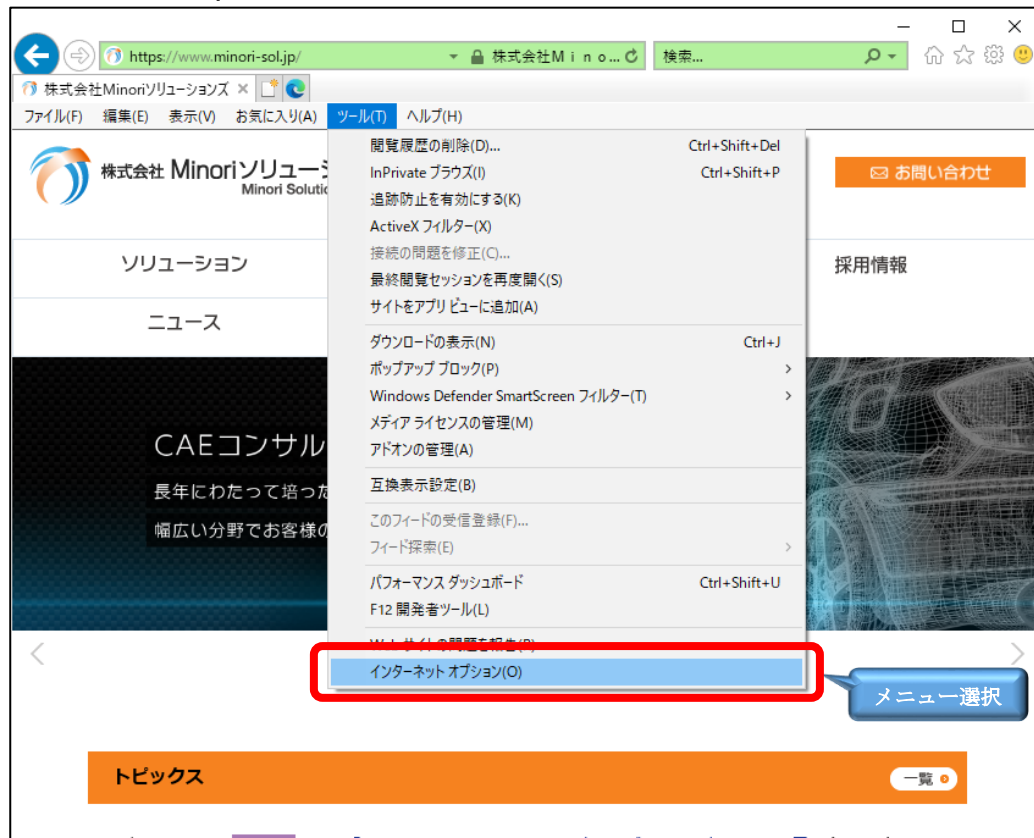 https://www.minori-sol.jp/
株式会社Ｍｉｎｏ...
検索...
株式会社Minoriソリューションズ
ファイル(F) 編集(E) 表示(V) お気に入り(A) ツール(T) ヘルプ(H)
株式会社 Minoriソリュー
Minori Solutio
お問い合わせ
ソリューション
採用情報
ニュース
閲覧履歴の削除(D)... Ctrl+Shift+Del
InPrivate ブラウズ(I) Ctrl+Shift+P
追跡防止を有効にする(K)
ActiveX フィルター(X)
接続の問題を修正(C)...
最終閲覧セッションを再度開く(S)
サイトをアプリ ビューに追加(A)
ダウンロードの表示(N) Ctrl+J
ポップアップ ブロック(P)
Windows Defender SmartScreen フィルター(T)
メディア ライセンスの管理(M)
アドオンの管理(A)
互換表示設定(B)
このフィードの受信登録(F)...
フィード探索(E)
パフォーマンス ダッシュボード Ctrl+Shift+U
F12 開発者ツール(L)
Web サイトの問題を報告(R)
インターネット オプション(O)
メニュー選択
CAEコンサル
長年にわたって培った
幅広い分野でお客様の
トピックス
一覧